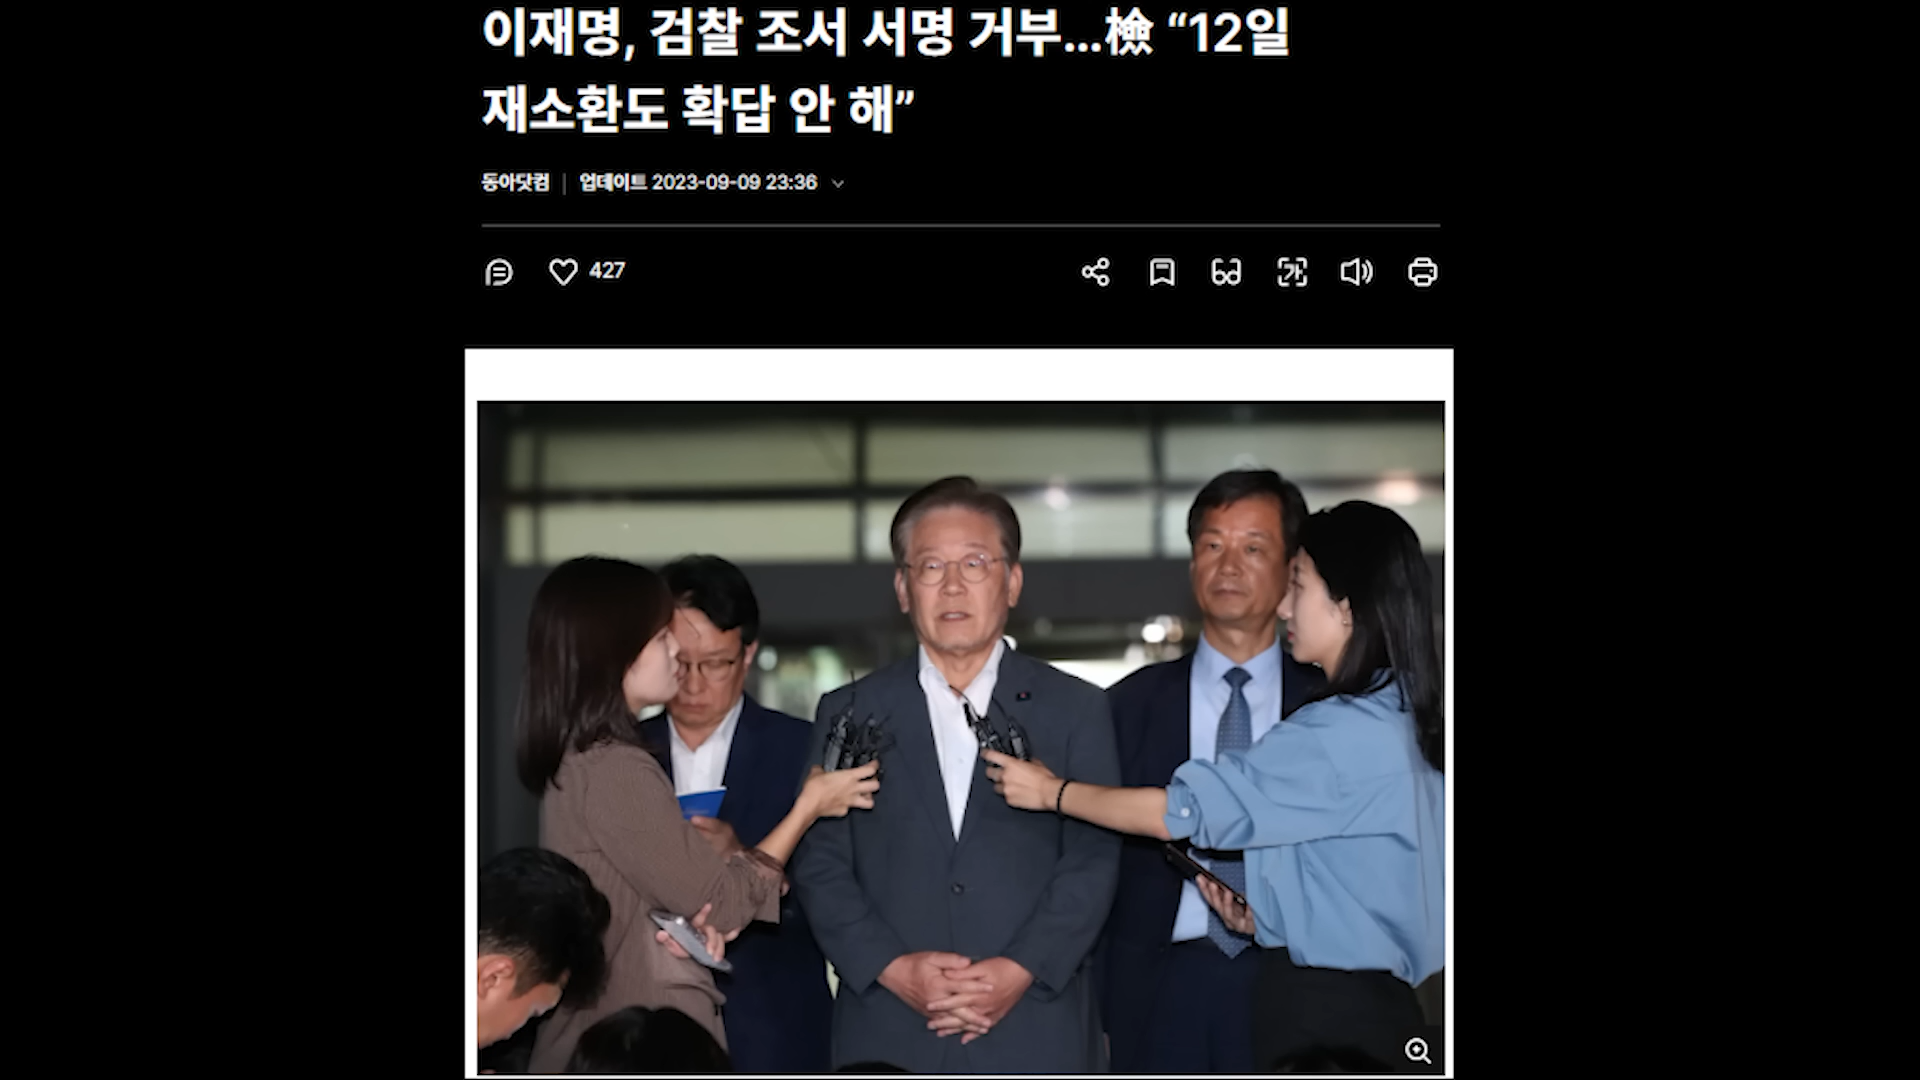 이재명, 검찰 조서 서명 거부…檢 “12일
재소환도 확답 안 해”
동아닷컴 | 업데이트 2023-09-09 23:36
427
가